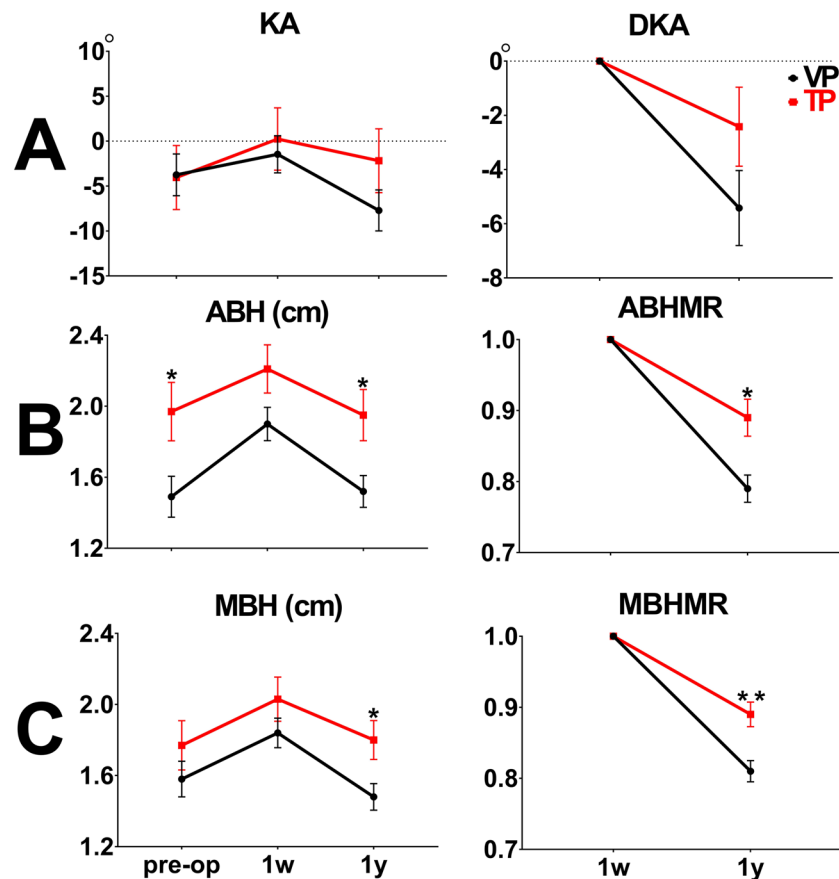 KA
DKA
A
10 °
5
0
-5
-10
-15
°
0
-2
-4
-6
-8
VP
TP
ABH (cm)
ABHMR
B
2.4
2.0
1.6
1.2
*
*
1.0
0.9
0.8
0.7
*
MBH (cm)
MBHMR
C
2.4
2.0
1.6
1.2
*
1.0
0.9
0.8
0.7
**
pre-op 1w 1y
1w 1y